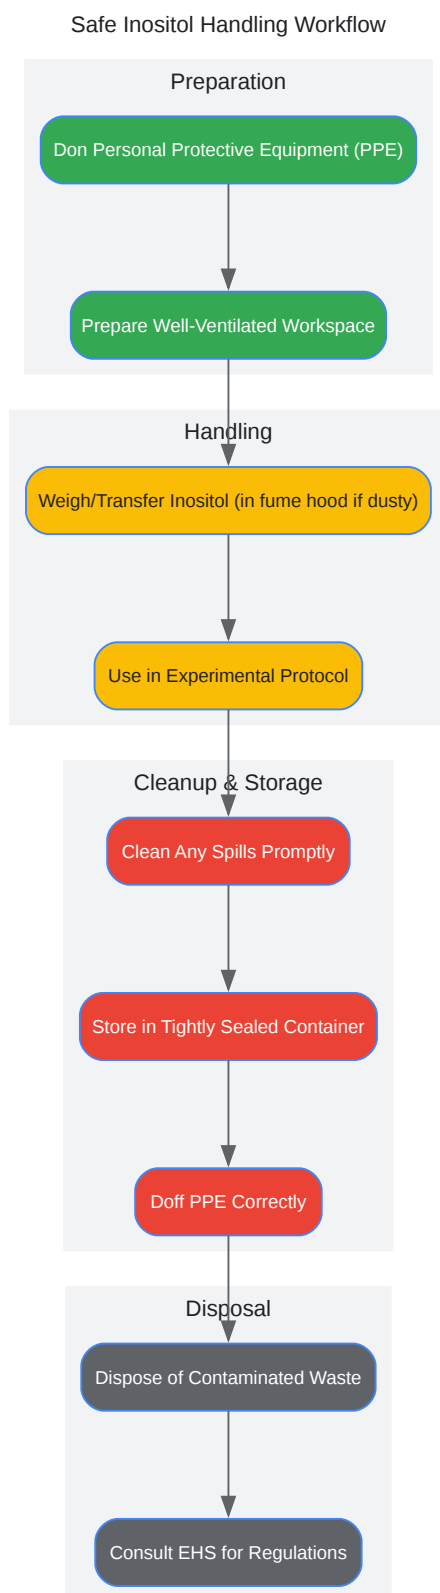 Safe Inositol Handling Workflow
Preparation
Don Personal Protective Equipment (PPE)
Prepare Well-Ventilated Workspace
Handling
Weigh/Transfer Inositol (in fume hood if dusty)
Use in Experimental Protocol
Cleanup & Storage
Clean Any Spills Promptly
Store in Tightly Sealed Container
Doff PPE Correctly
Disposal
Dispose of Contaminated Waste
Consult EHS for Regulations